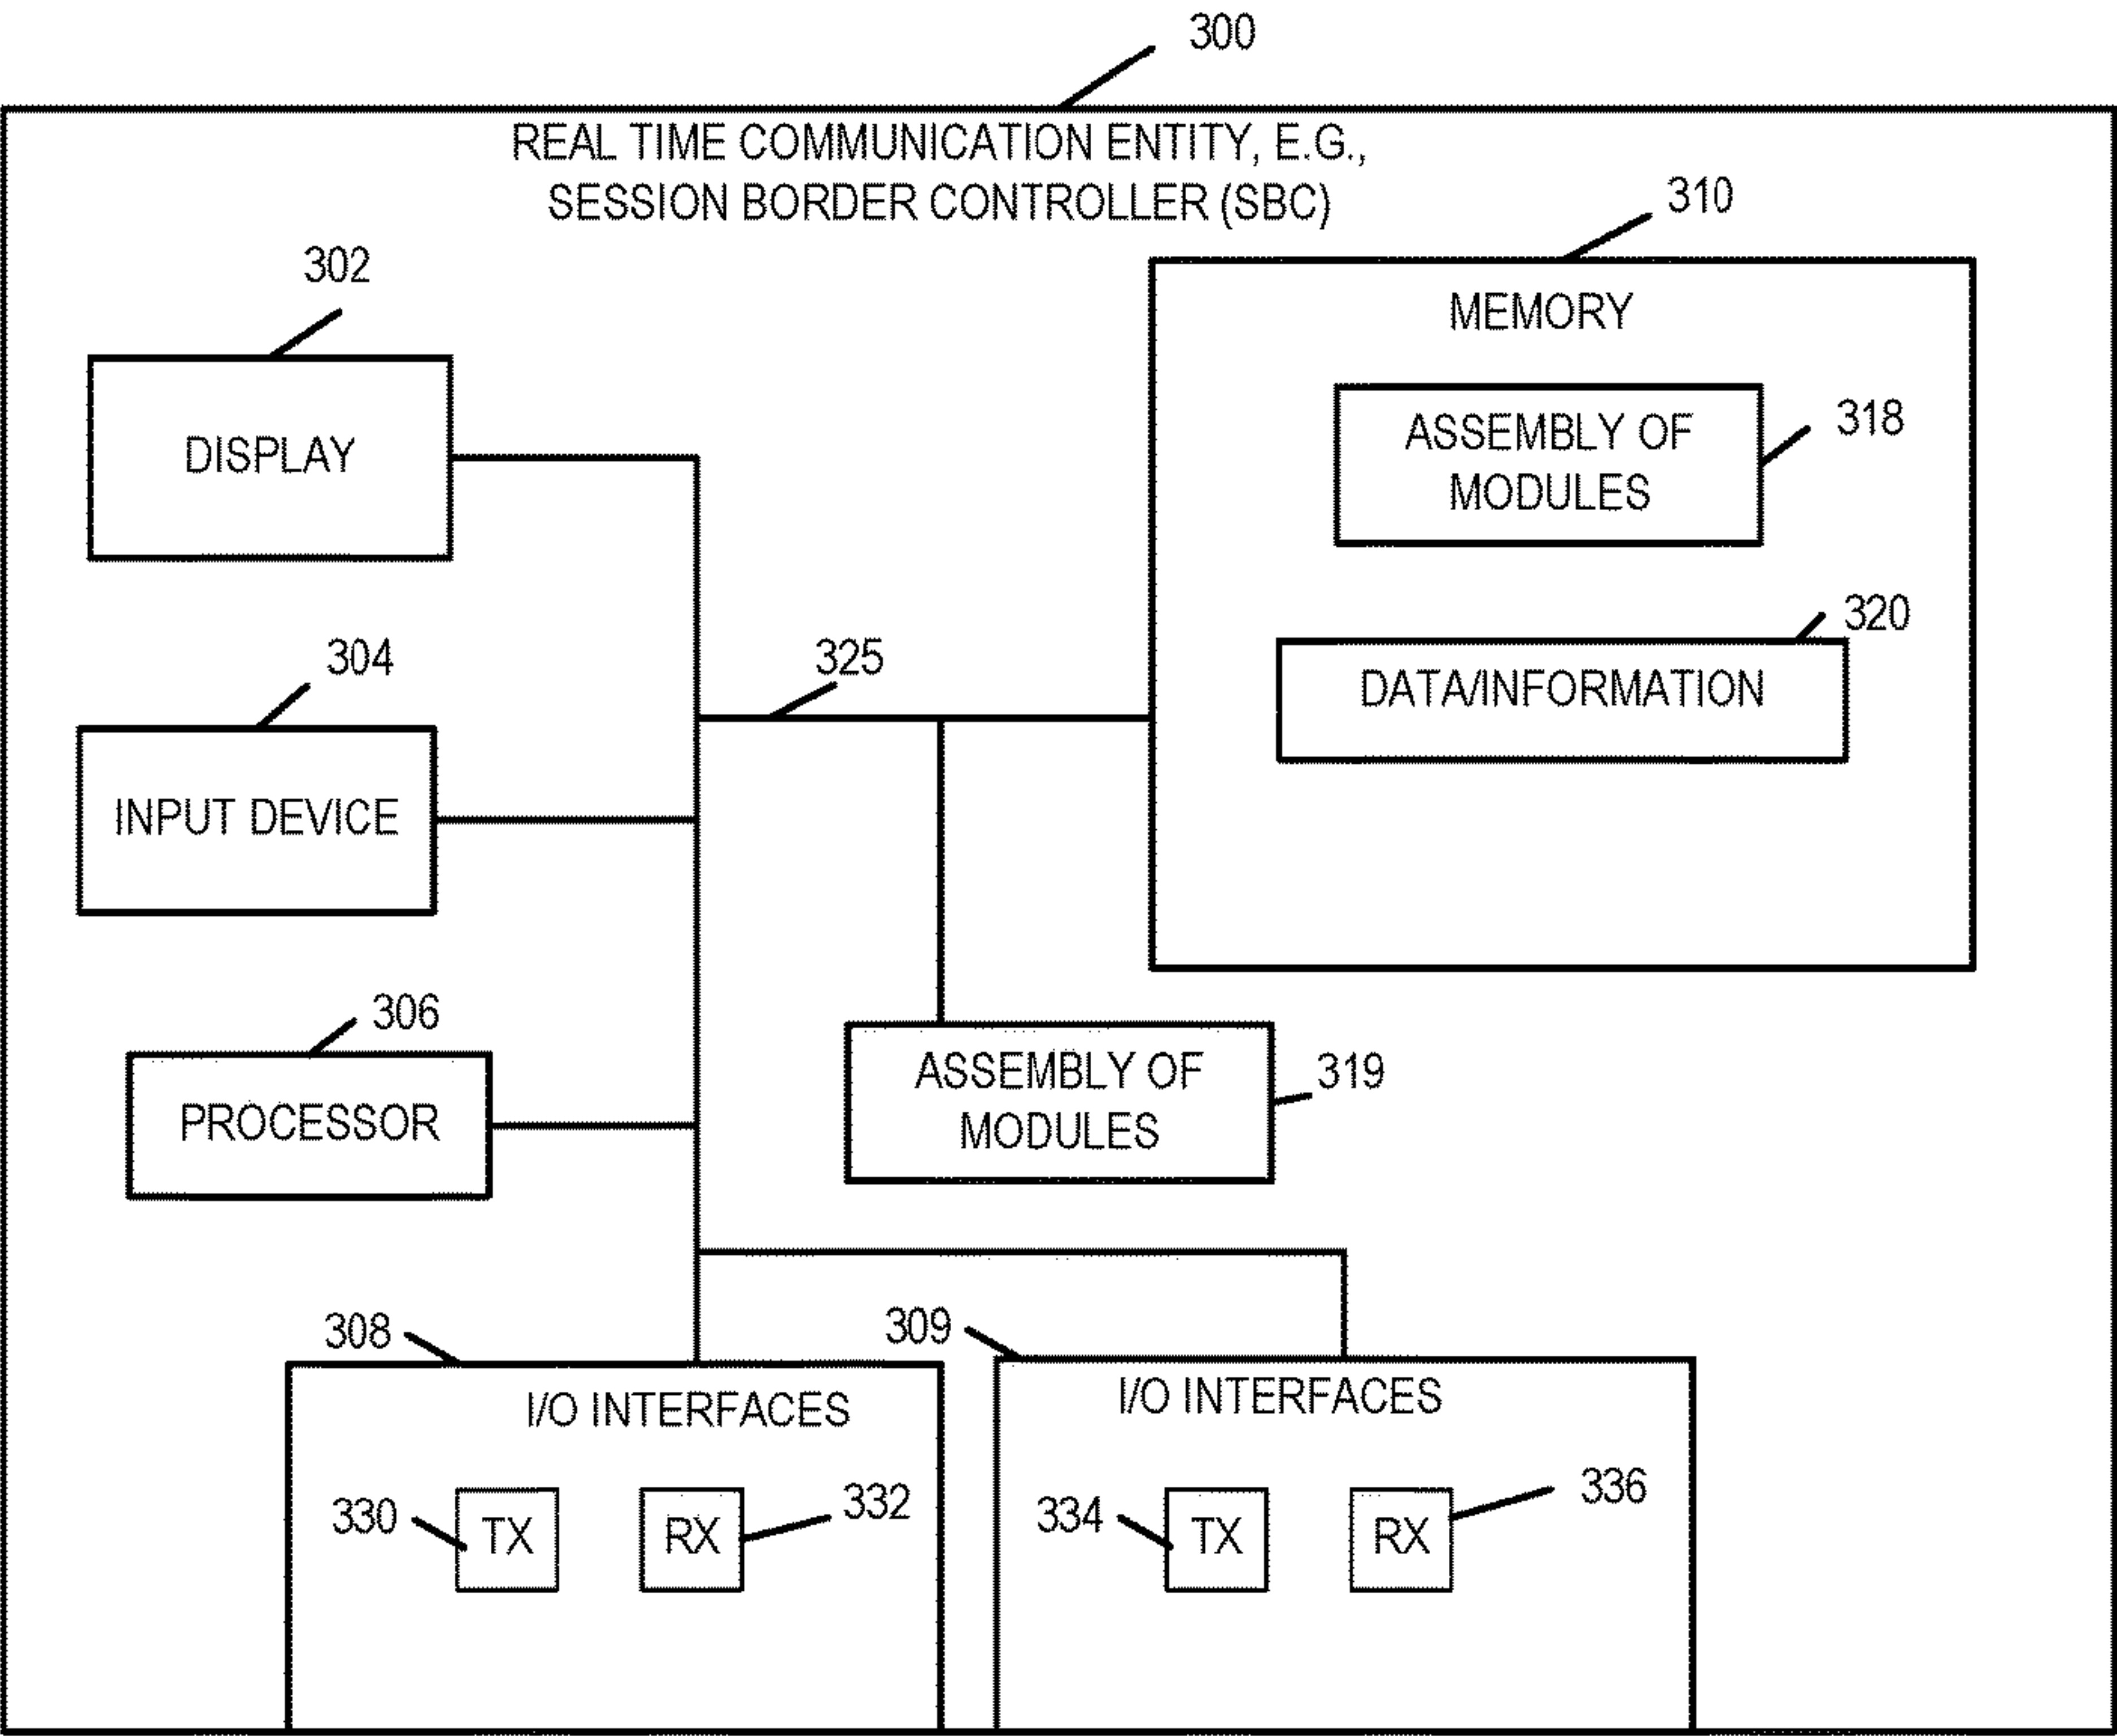 300
REAL TIME COMMUNICATION ENTITY, E.G.,
SESSION BORDER CONTROLLER (SBC)
310
302
MEMORY
DISPLAY
ASSEMBLY OF
MODULES
318
320
304
325
DATA/INFORMATION
INPUT DEVICE
306
PROCESSOR
ASSEMBLY OF
MODULES
319
308
309
I/O INTERFACES
I/O INTERFACES
330
TX
RX
332
334
TX
RX
336